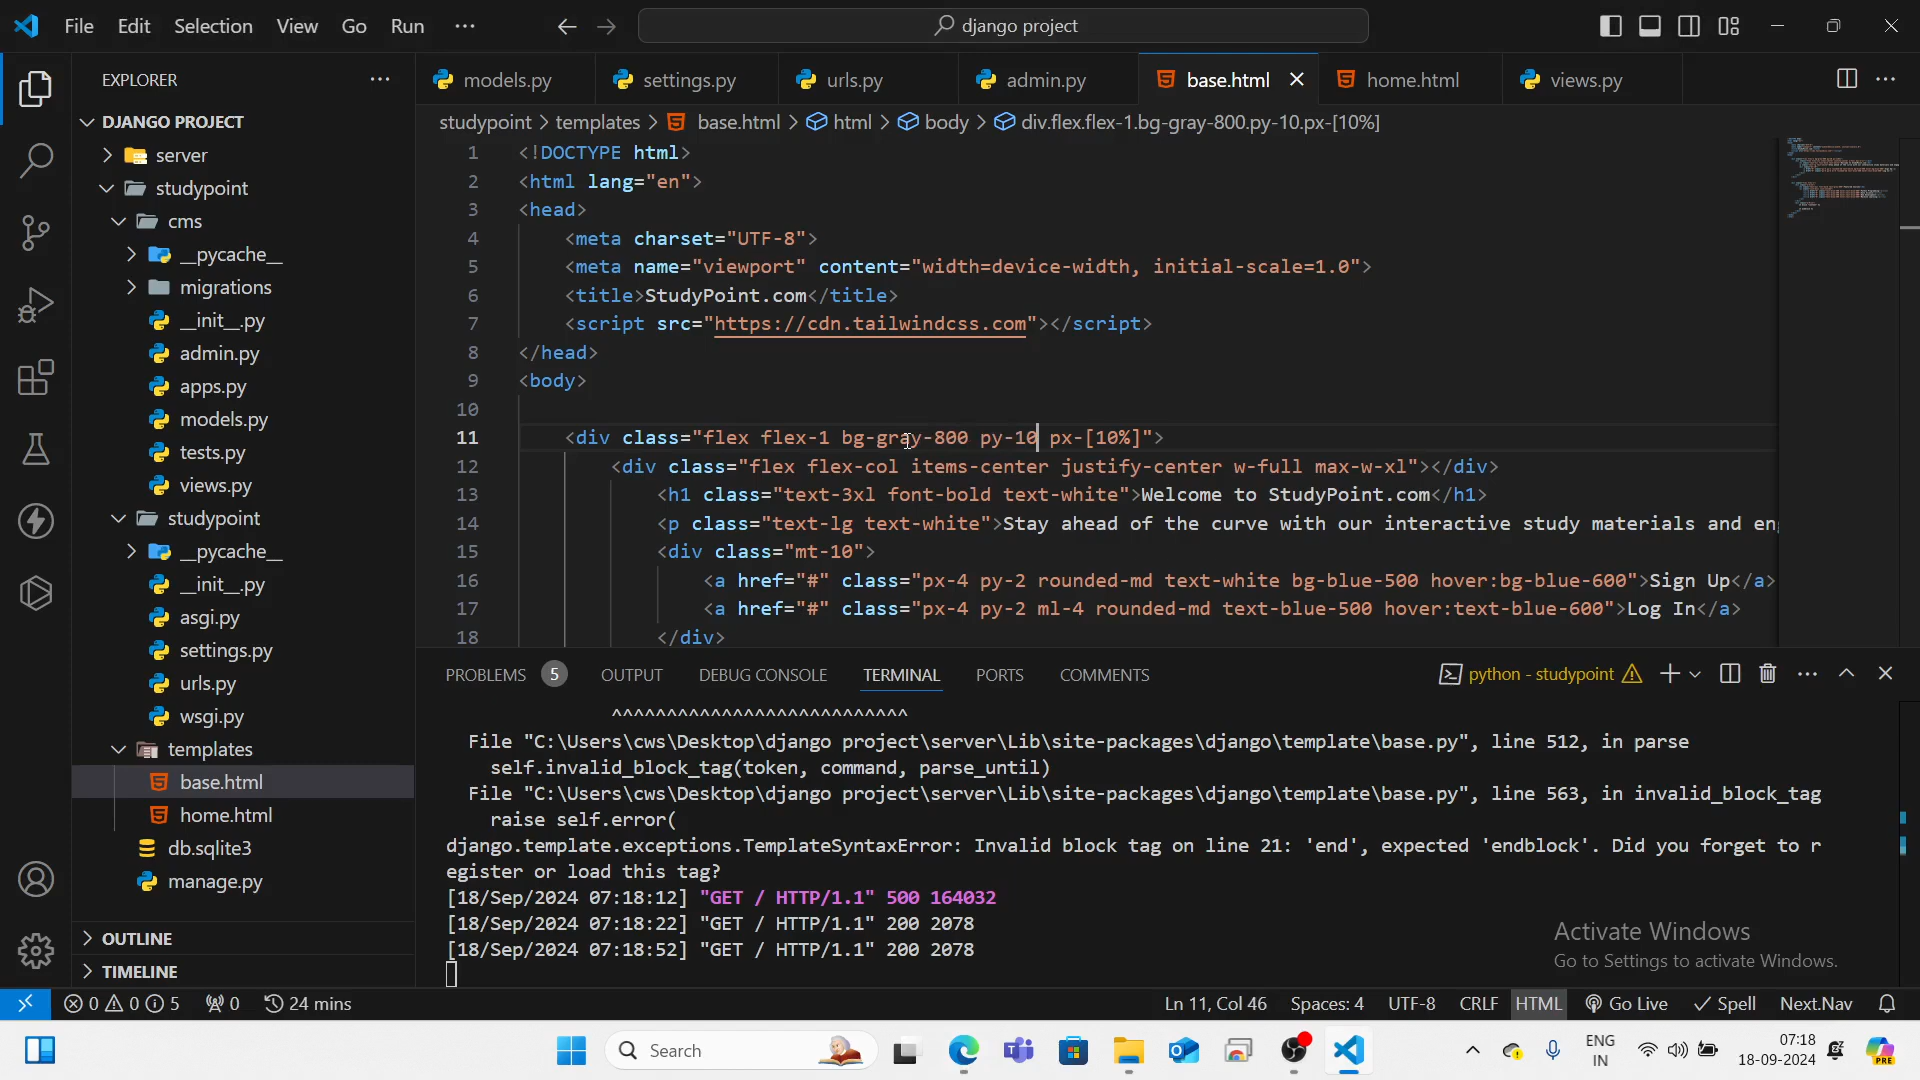 File Edit Selection View Go Run ··· django project
EXPLORER ···
DJANGO PROJECT
server
studypoint
cms
__pycache__
migrations
__init__.py
admin.py
apps.py
models.py
tests.py
views.py
studypoint
__pycache__
__init__.py
asgi.py
settings.py
urls.py
wsgi.py
templates
base.html
home.html
db.sqlite3
manage.py
OUTLINE
TIMELINE
models.py settings.py urls.py admin.py base.html home.html views.py
studypoint > templates > base.html > html > body > div.flex.flex-1.bg-gray-800.py-10.px-[10%]
1 <!DOCTYPE html>
2 <html lang="en">
3 <head>
4 <meta charset="UTF-8">
5 <meta name="viewport" content="width=device-width, initial-scale=1.0">
6 <title>StudyPoint.com</title>
7 <script src="https://cdn.tailwindcss.com"></script>
8 </head>
9 <body>
10
11 <div class="flex flex-1 bg-gray-800 py-10 px-[10%]">
12 <div class="flex flex-col items-center justify-center w-full max-w-xl"></div>
13 <h1 class="text-3xl font-bold text-white">Welcome to StudyPoint.com</h1>
14 <p class="text-lg text-white">Stay ahead of the curve with our interactive study materials and en
15 <div class="mt-10">
16 <a href="#" class="px-4 py-2 rounded-md text-white bg-blue-500 hover:bg-blue-600">Sign Up</a>
17 <a href="#" class="px-4 py-2 ml-4 rounded-md text-blue-500 hover:text-blue-600">Log In</a>
18 </div>
PROBLEMS 5 OUTPUT DEBUG CONSOLE TERMINAL PORTS COMMENTS python - studypoint
^^^^^^^^^^^^^^^^^^^^^^^^^^^
File "C:\Users\cws\Desktop\django project\server\Lib\site-packages\django\template\base.py", line 512, in parse
self.invalid_block_tag(token, command, parse_until)
File "C:\Users\cws\Desktop\django project\server\Lib\site-packages\django\template\base.py", line 563, in invalid_block_tag
raise self.error(
django.template.exceptions.TemplateSyntaxError: Invalid block tag on line 21: 'end', expected 'endblock'. Did you forget to r
egister or load this tag?
[18/Sep/2024 07:18:12] "GET / HTTP/1.1" 500 164032
[18/Sep/2024 07:18:22] "GET / HTTP/1.1" 200 2078
[18/Sep/2024 07:18:52] "GET / HTTP/1.1" 200 2078
Activate Windows
Go to Settings to activate Windows.
0 0 5 0 24 mins Ln 11, Col 46 Spaces: 4 UTF-8 CRLF HTML Go Live Spell Next.Nav
Search ENG IN 07:18 18-09-2024 PRE